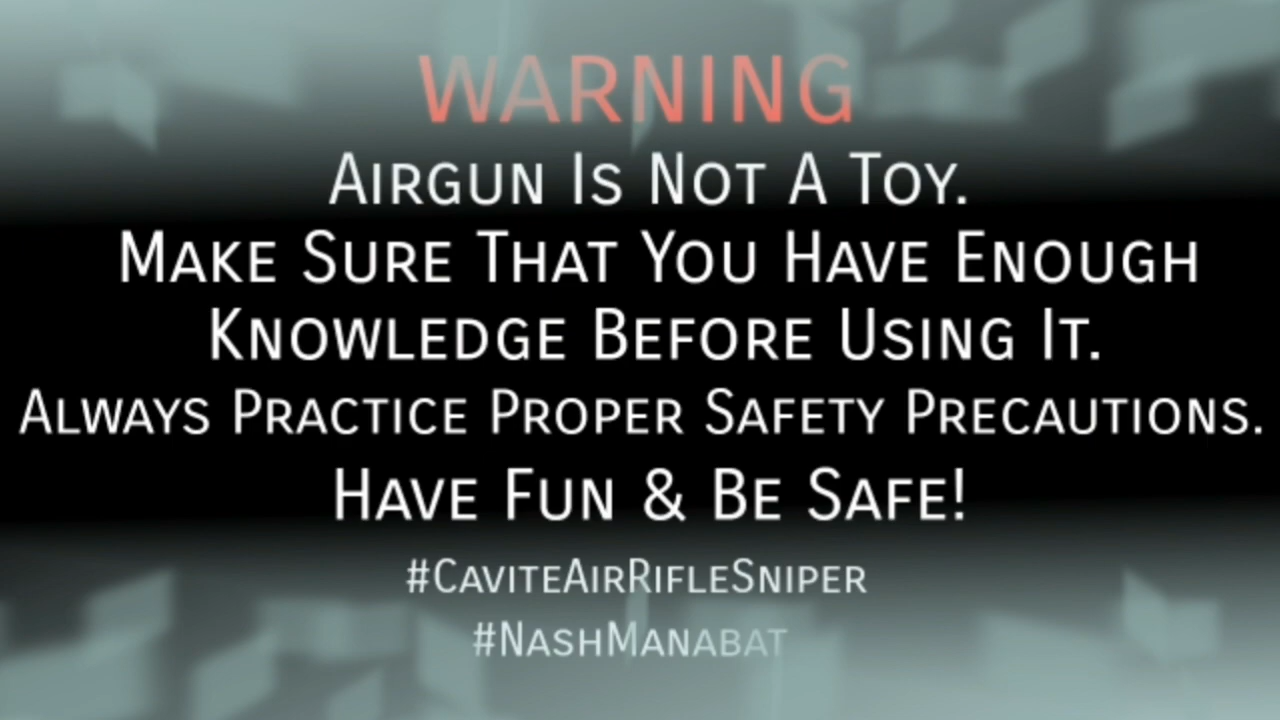 WARNING
Airgun Is Not A Toy.
Make Sure That You Have Enough
Knowledge Before Using It.
Always Practice Proper Safety Precautions.
Have Fun & Be Safe!
#CaviteAirRifleSniper
#NashManabat